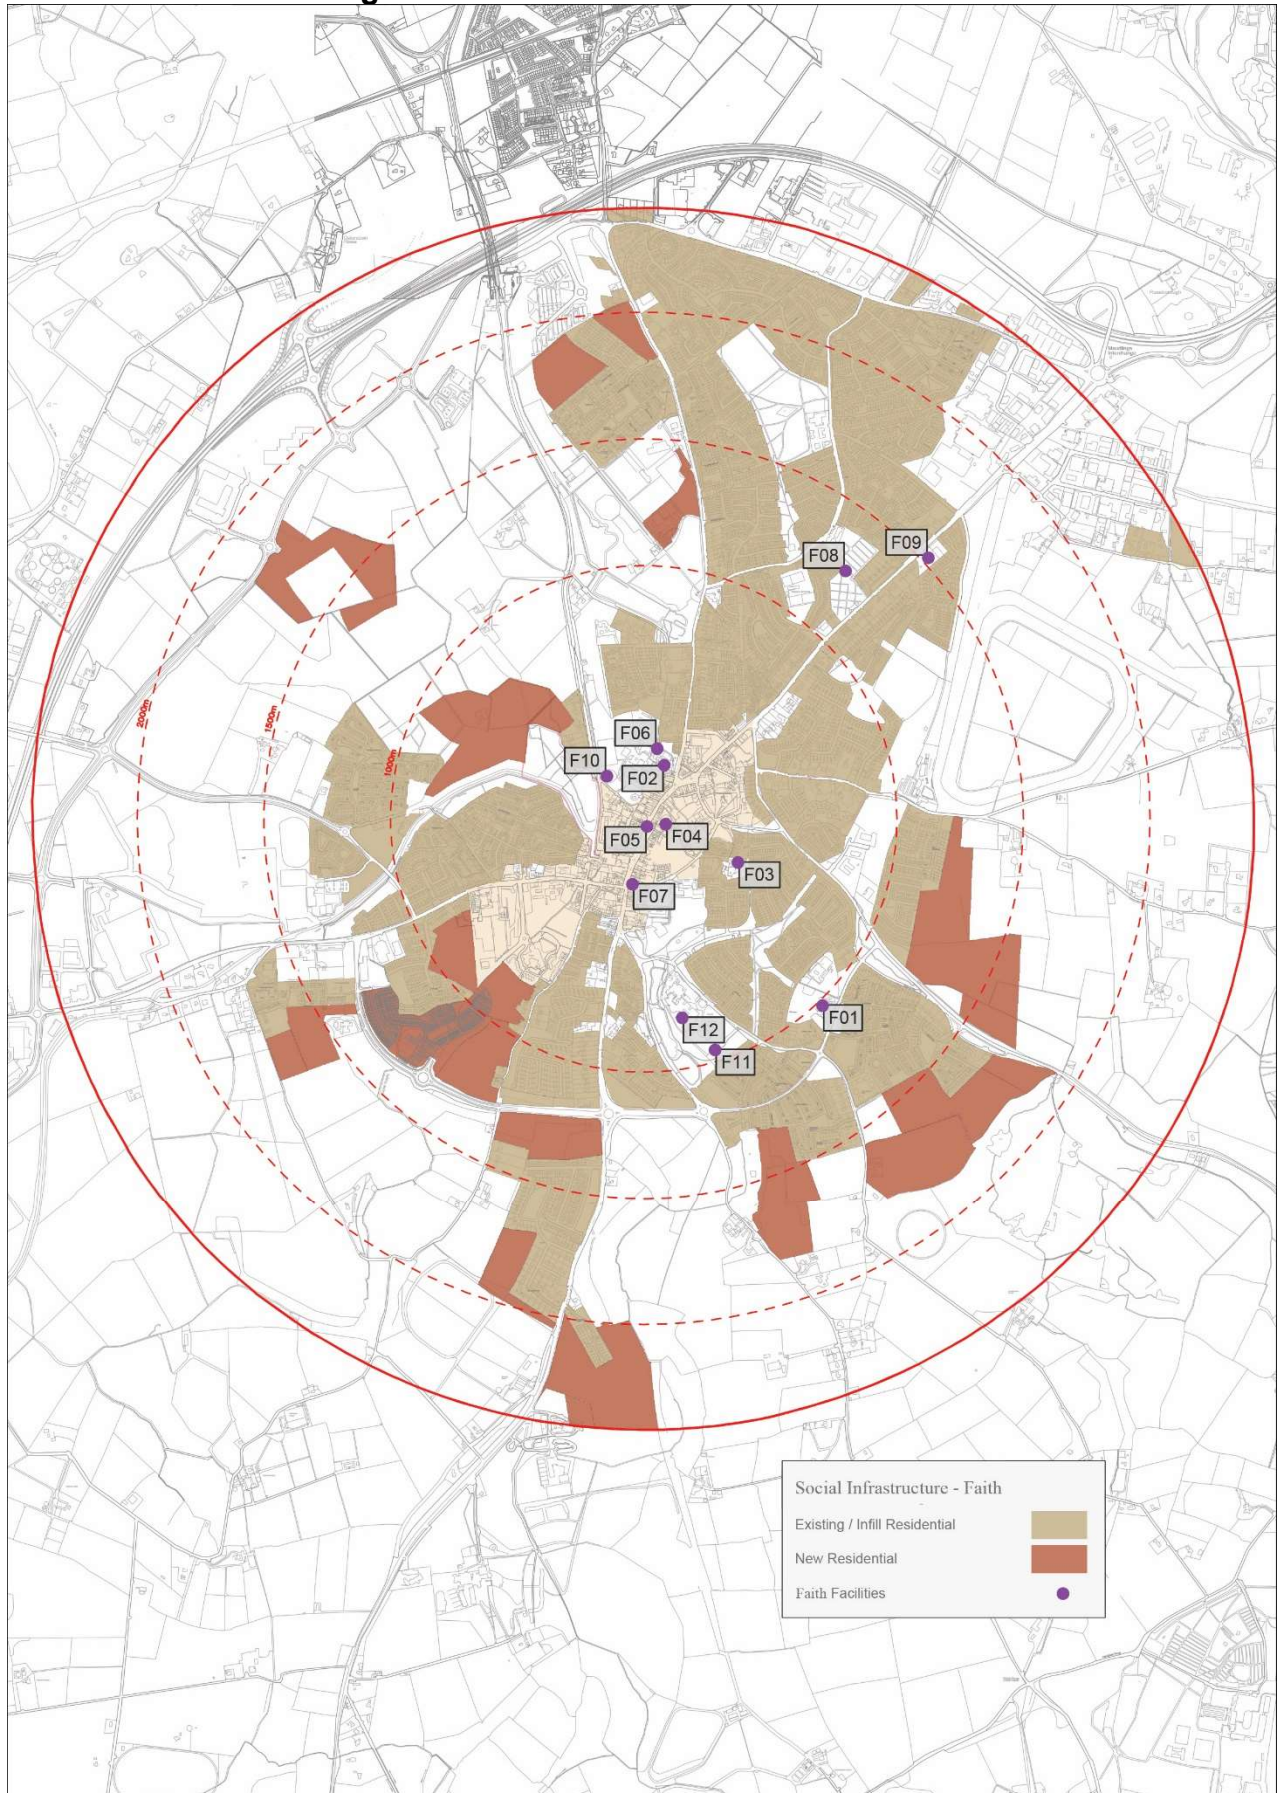 F09
F08
2000m
1500m
1000m
F06
F10
F02
F05
F04
F03
F07
F01
F12
F11
Social Infrastructure - Faith
Existing / Infill Residential
New Residential
Faith Facilities